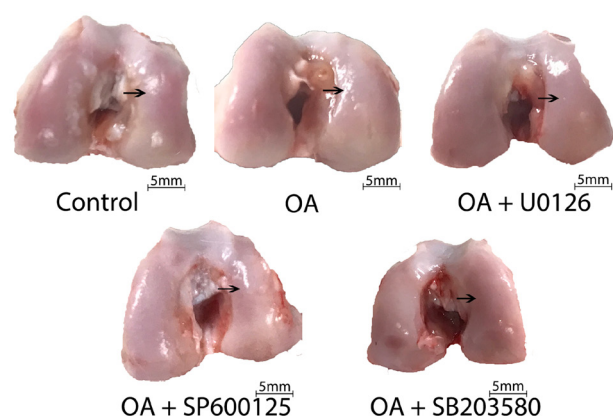 5mm
5mm
5mm
Control
OA
OA + U0126
5mm
5mm
OA + SP600125
OA + SB203580